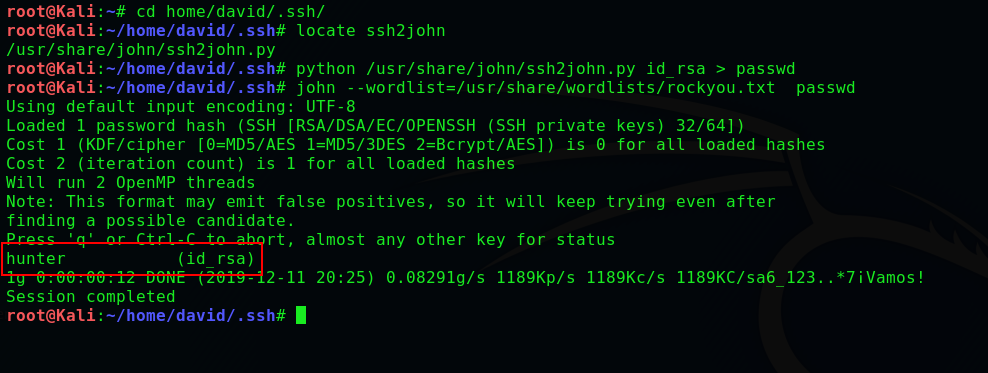 root@Kali:~# cd home/david/.ssh/
root@Kali:~/home/david/.ssh# locate ssh2john
/usr/share/john/ssh2john.py
root@Kali:~/home/david/.ssh# python /usr/share/john/ssh2john.py id_rsa > passwd
root@Kali:~/home/david/.ssh# john --wordlist=/usr/share/wordlists/rockyou.txt  passwd
Using default input encoding: UTF-8
Loaded 1 password hash (SSH [RSA/DSA/EC/OPENSSH (SSH private keys) 32/64])
Cost 1 (KDF/cipher [0=MD5/AES 1=MD5/3DES 2=Bcrypt/AES]) is 0 for all loaded hashes
Cost 2 (iteration count) is 1 for all loaded hashes
Will run 2 OpenMP threads
Note: This format may emit false positives, so it will keep trying even after
finding a possible candidate.
Press 'q' or Ctrl-C to abort, almost any other key for status
hunter           (id_rsa)
1g 0:00:00:12 DONE (2019-12-11 20:25) 0.08291g/s 1189Kp/s 1189Kc/s 1189KC/sa6_123..*7¡Vamos!
Session completed
root@Kali:~/home/david/.ssh#